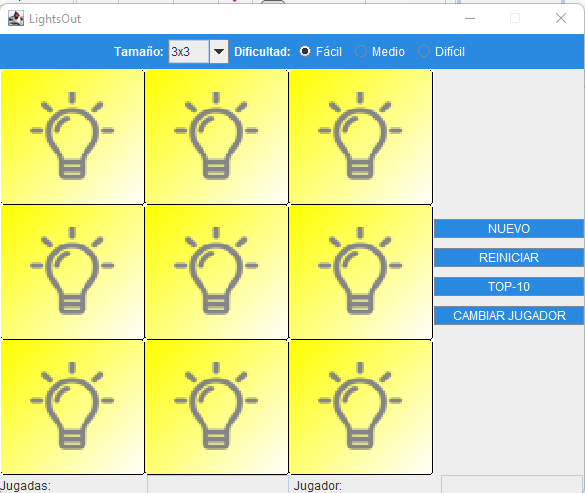 LightsOut
Tamaño: 3x3 Dificultad: Fácil Medio Difícil
NUEVO
REINICIAR
TOP-10
CAMBIAR JUGADOR
Jugadas: Jugador: